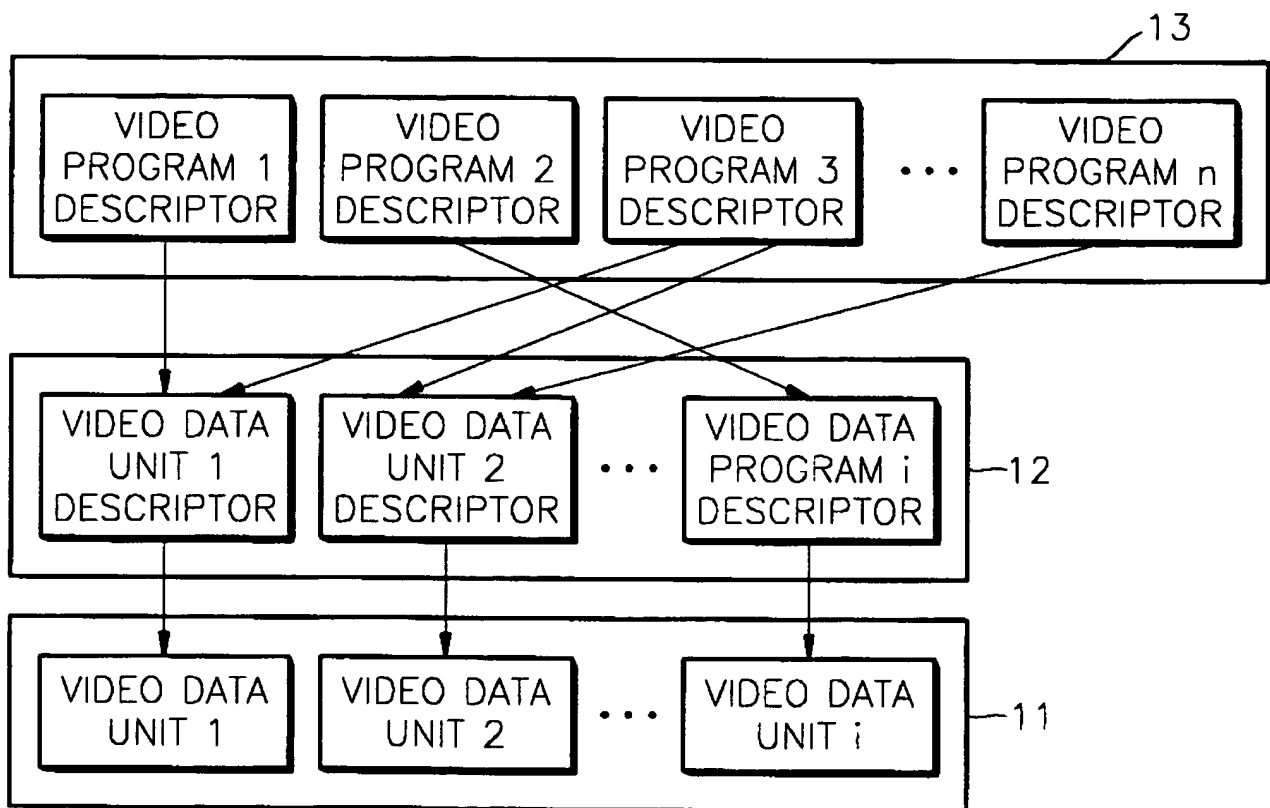 13
VIDEO
PROGRAM 1
DESCRIPTOR
VIDEO
PROGRAM 2
DESCRIPTOR
VIDEO
PROGRAM 3
DESCRIPTOR
•••
VIDEO
PROGRAM n
DESCRIPTOR
VIDEO DATA
UNIT 1
DESCRIPTOR
VIDEO DATA
UNIT 2
DESCRIPTOR
•••
VIDEO DATA
PROGRAM i
DESCRIPTOR
12
VIDEO DATA
UNIT 1
VIDEO DATA
UNIT 2
•••
VIDEO DATA
UNIT i
11